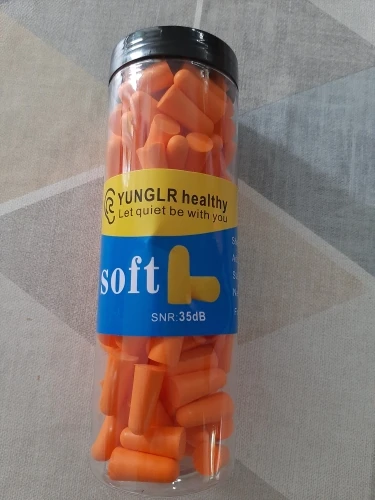 YUNGLR healthy
Let quiet be with you
soft
SNR:35dB